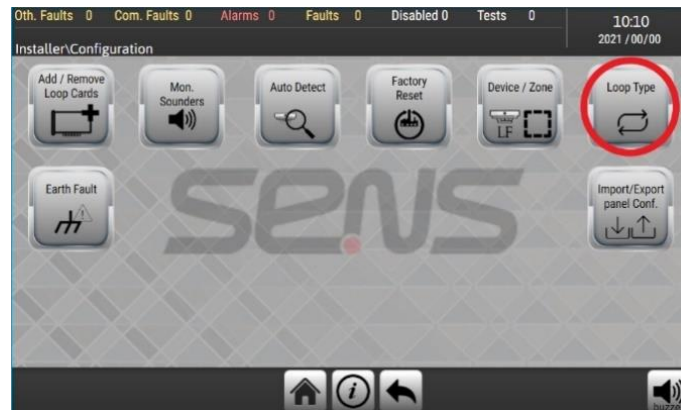 Oth. Faults 0 Com. Faults 0 Alarms 0 Faults 0 Disabled 0 Tests 0
10:10
2021 /00/00
Installer\Configuration
Add / Remove
Loop Cards
Mon.
Sounders
Auto Detect
Factory
Reset
Device / Zone
LF
Loop Type
Earth Fault
Import/Export
panel Conf.
SENS
i